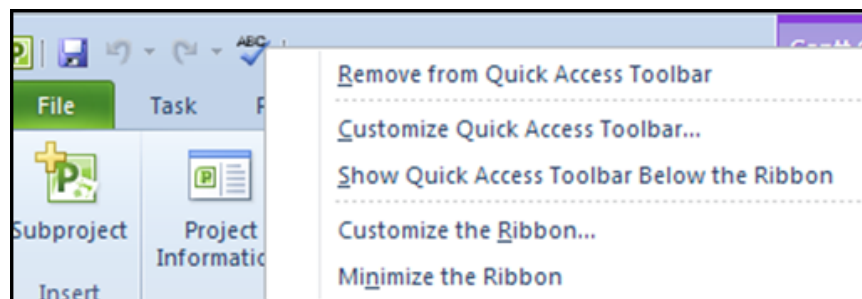 ABC
Remove from Quick Access Toolbar
File Task
Customize Quick Access Toolbar...
Show Quick Access Toolbar Below the Ribbon
Subproject Project
Customize the Ribbon...
Insert
Minimize the Ribbon